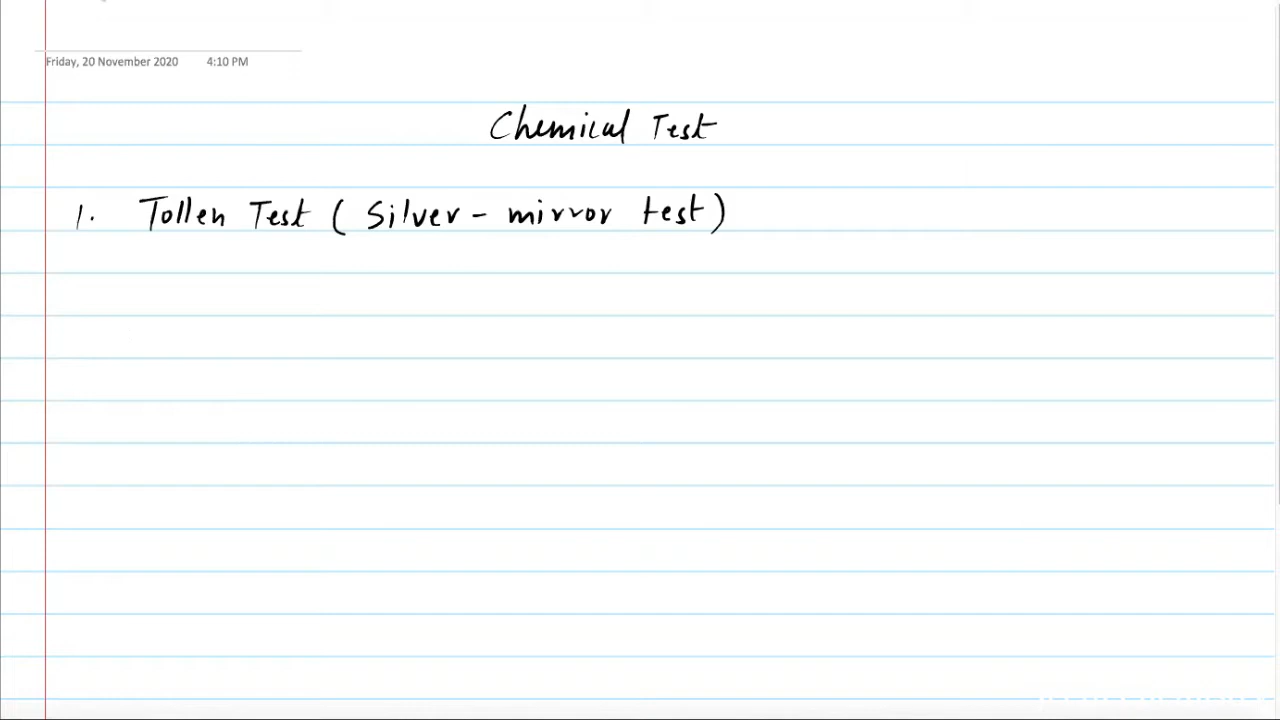 Friday, 20 November 2020 4:10 PM
Chemical Test
1. Tollen Test ( Silver - mirror test)